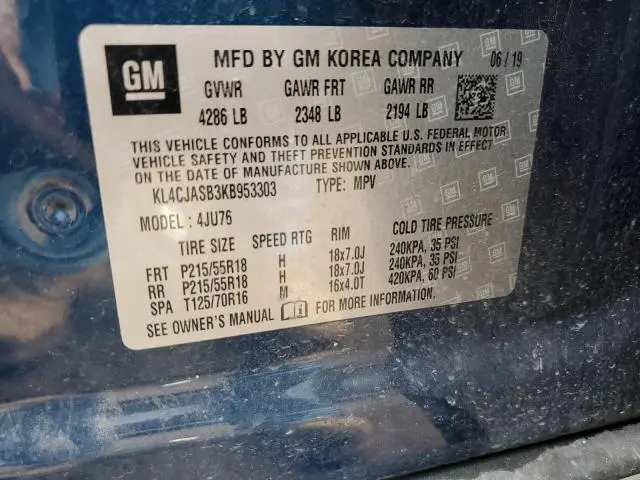 GM MFD BY GM KOREA COMPANY 06/19
GVWR GAWR FRT GAWR RR
4286 LB 2348 LB 2194 LB
THIS VEHICLE CONFORMS TO ALL APPLICABLE U.S. FEDERAL MOTOR
VEHICLE SAFETY AND THEFT PREVENTION STANDARDS IN EFFECT
ON THE DATE OF MANUFACTURE SHOWN ABOVE.
KL4CJASB3KB953303 TYPE: MPV
MODEL: 4JU76
TIRE SIZE SPEED RTG RIM COLD TIRE PRESSURE
FRT P215/55R18 H 18x7.0J 240KPA, 35 PSI
RR P215/55R18 H 18x7.0J 240KPA, 35 PSI
SPA T125/70R16 M 16x4.0T 420KPA, 60 PSI
SEE OWNER'S MANUAL FOR MORE INFORMATION.